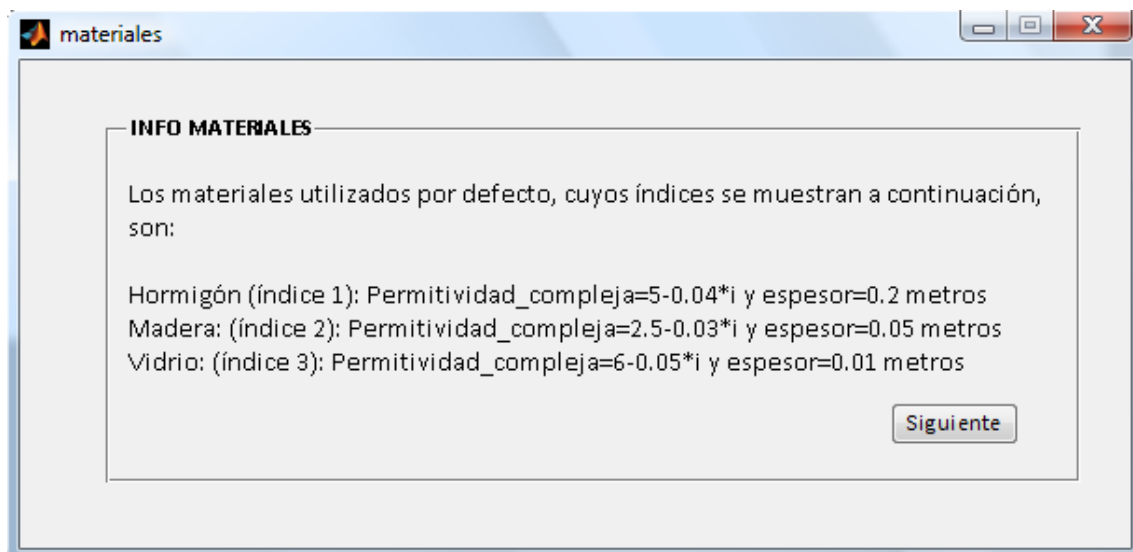 materiales
INFO MATERIALES
Los materiales utilizados por defecto, cuyos índices se muestran a continuación,
son:
Hormigón (índice 1): Permitividad_compleja=5-0.04*i y espesor=0.2 metros
Madera: (índice 2): Permitividad_compleja=2.5-0.03*i y espesor=0.05 metros
Vidrio: (índice 3): Permitividad_compleja=6-0.05*i y espesor=0.01 metros
Siguiente